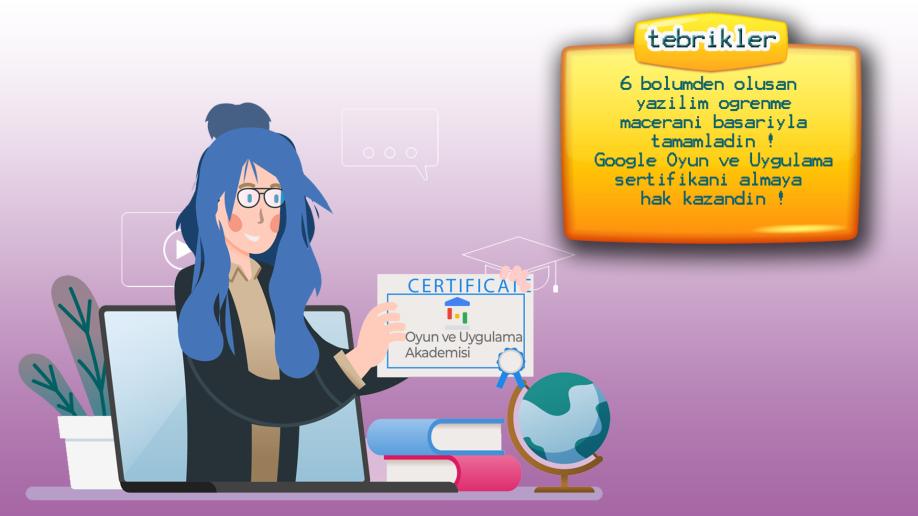 tebrikler
6 bolumden olusan
yazilim ogrenme
macerani basariyla
tamamladin !
Google Oyun ve Uygulama
sertifikani almaya
hak kazandin !
CERTIFICATE
Oyun ve Uygulama
Akademisi